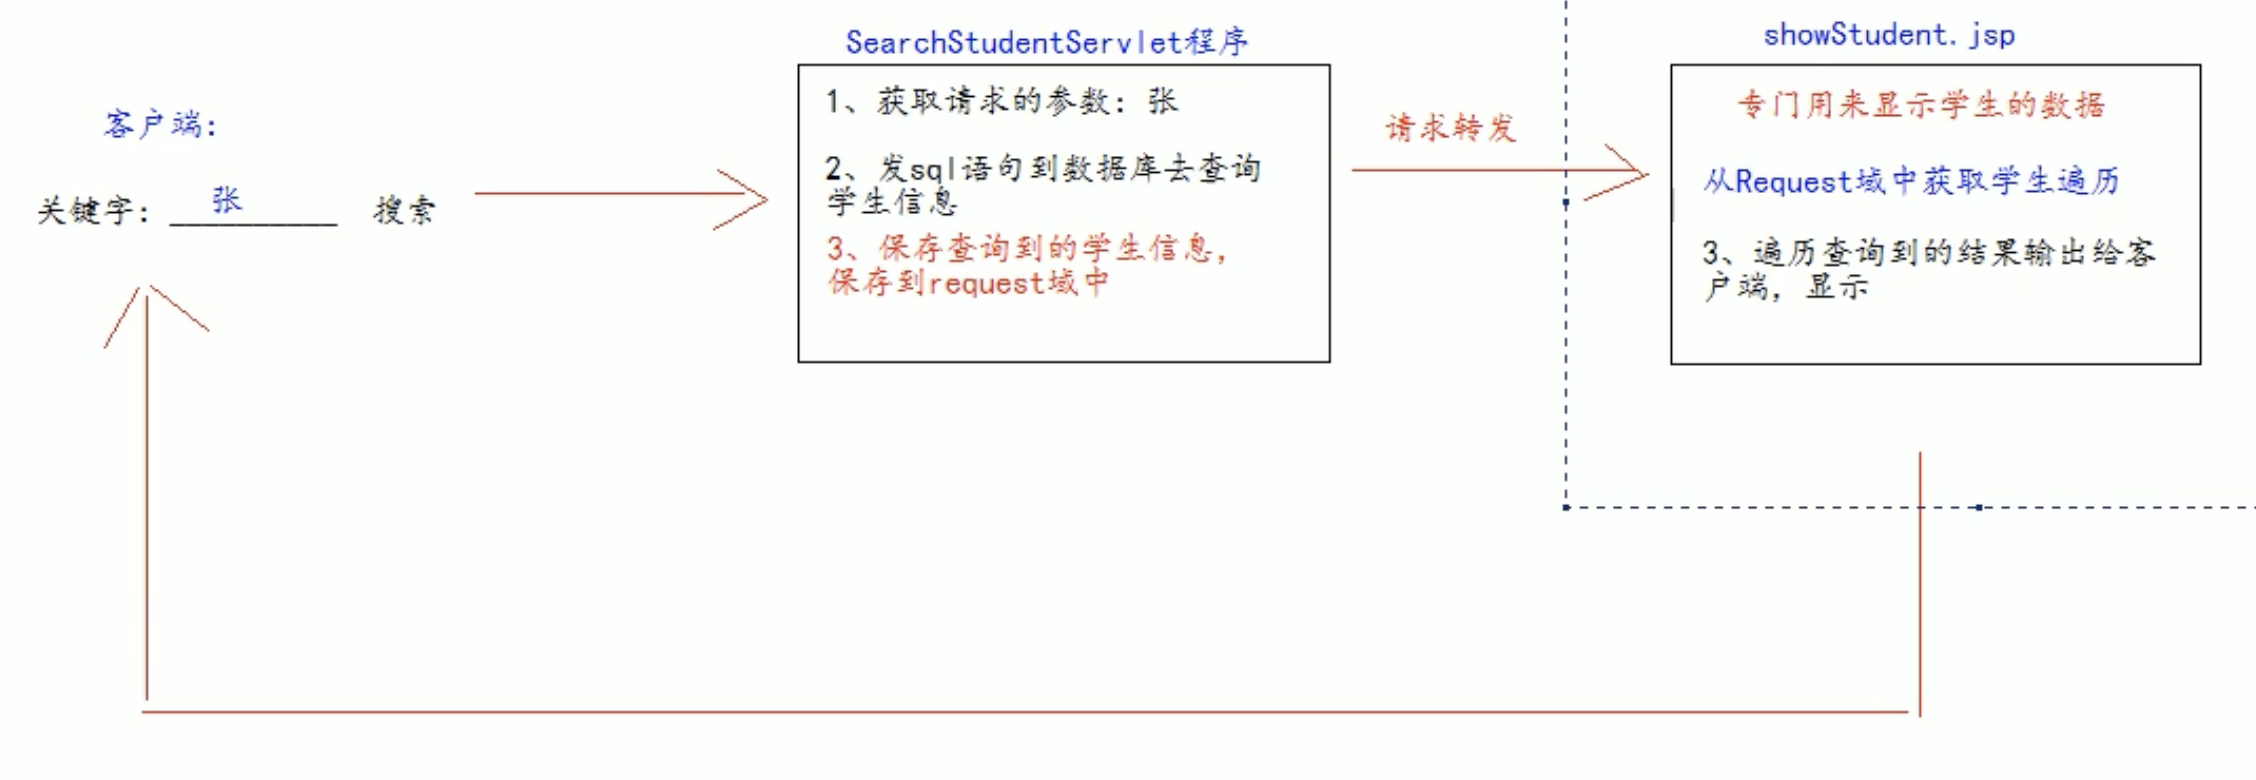 客户端：
关键字：张 搜索
SearchStudentServlet程序
1、获取请求的参数：张
2、发sql语句到数据库去查询
学生信息
3、保存查询到的学生信息，
保存到request域中
请求转发
showStudent.jsp
专门用来显示学生的数据
从Request域中获取学生遍历
3、遍历查询到的结果输出给客
户端，显示